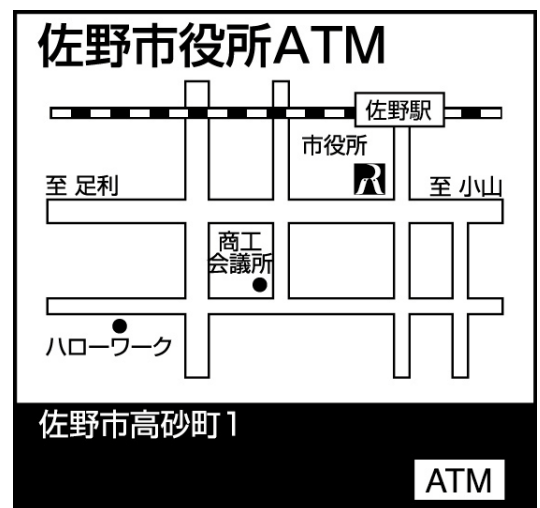 佐野市役所ATM
佐野駅
市役所
至 足利
至 小山
商工
会議所
ハローワーク
佐野市高砂町1
ATM